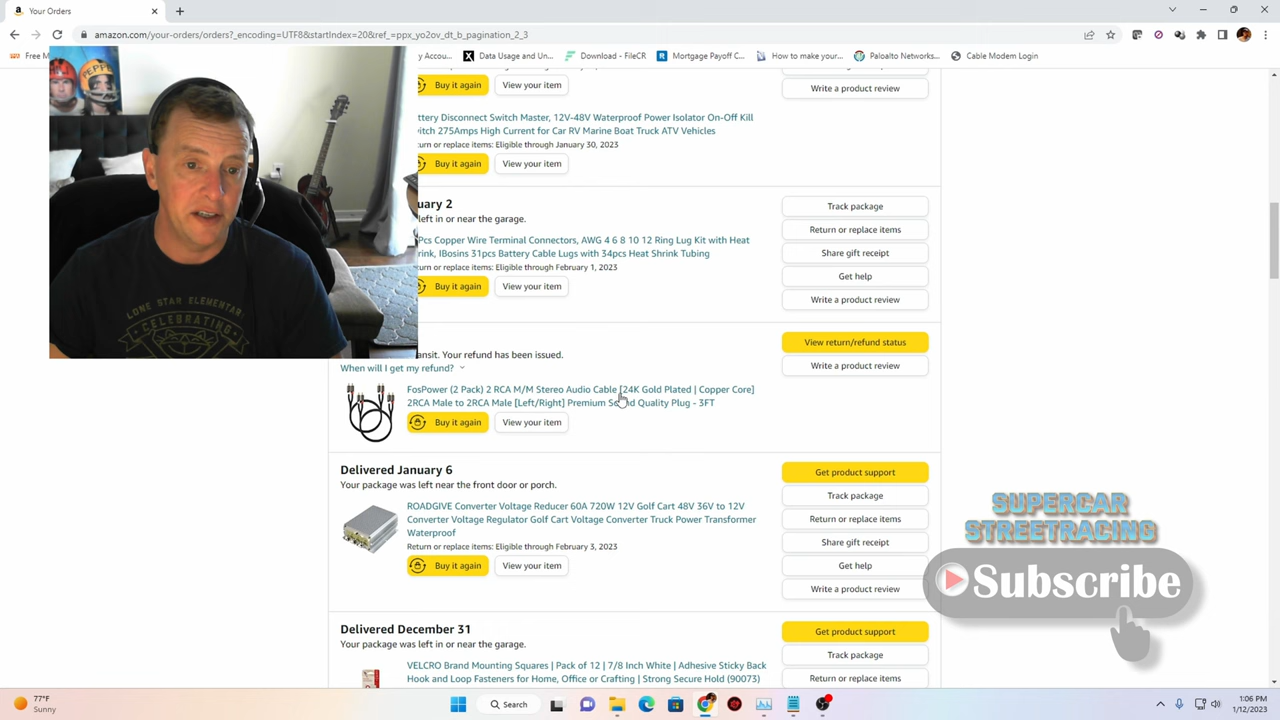 Your Orders
amazon.com/your-orders/orders?_encoding=UTF8&startIndex=20&ref_=ppx_yo2ov_dt_b_pagination_2_3
Free M
y Accou...
Data Usage and Un...
Download - FileCR
Mortgage Payoff C...
How to make your...
Paloalto Networks...
Cable Modem Login
Buy it again
View your item
Write a product review
ttery Disconnect Switch Master, 12V-48V Waterproof Power Isolator On-Off Kill
itch 275Amps High Current for Car RV Marine Boat Truck ATV Vehicles
turn or replace items: Eligible through January 30, 2023
Buy it again
View your item
uary 2
left in or near the garage.
Pcs Copper Wire Terminal Connectors, AWG 4 6 8 10 12 Ring Lug Kit with Heat
rink, IBosins 31pcs Battery Cable Lugs with 34pcs Heat Shrink Tubing
turn or replace items: Eligible through February 1, 2023
Buy it again
View your item
Track package
Return or replace items
Share gift receipt
Get help
Write a product review
ansit. Your refund has been issued.
When will I get my refund?
FosPower (2 Pack) 2 RCA M/M Stereo Audio Cable [24K Gold Plated | Copper Core]
2RCA Male to 2RCA Male [Left/Right] Premium Sound Quality Plug - 3FT
Buy it again
View your item
View return/refund status
Write a product review
Delivered January 6
Your package was left near the front door or porch.
ROADGIVE Converter Voltage Reducer 60A 720W 12V Golf Cart 48V 36V to 12V
Converter Voltage Regulator Golf Cart Voltage Converter Truck Power Transformer
Waterproof
Return or replace items: Eligible through February 3, 2023
Buy it again
View your item
Get product support
Track package
Return or replace items
Share gift receipt
Get help
Write a product review
Delivered December 31
Your package was left in or near the garage.
VELCRO Brand Mounting Squares | Pack of 12 | 7/8 Inch White | Adhesive Sticky Back
Hook and Loop Fasteners for Home, Office or Crafting | Strong Secure Hold (90073)
Get product support
Track package
Return or replace items
LONE STAR ELEMENTAR
CELEBRATING
SUPERCAR
STREETRACING
Subscribe
77°F
Sunny
Search
1:06 PM
1/12/2023